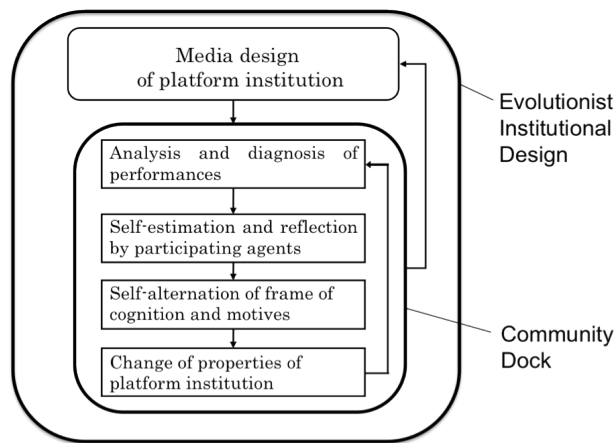 Media design
of platform institution
Analysis and diagnosis of
performances
Self-estimation and reflection
by participating agents
Self-alternation of frame of
cognition and motives
Change of properties of
platform institution
Evolutionist
Institutional
Design
Community
Dock